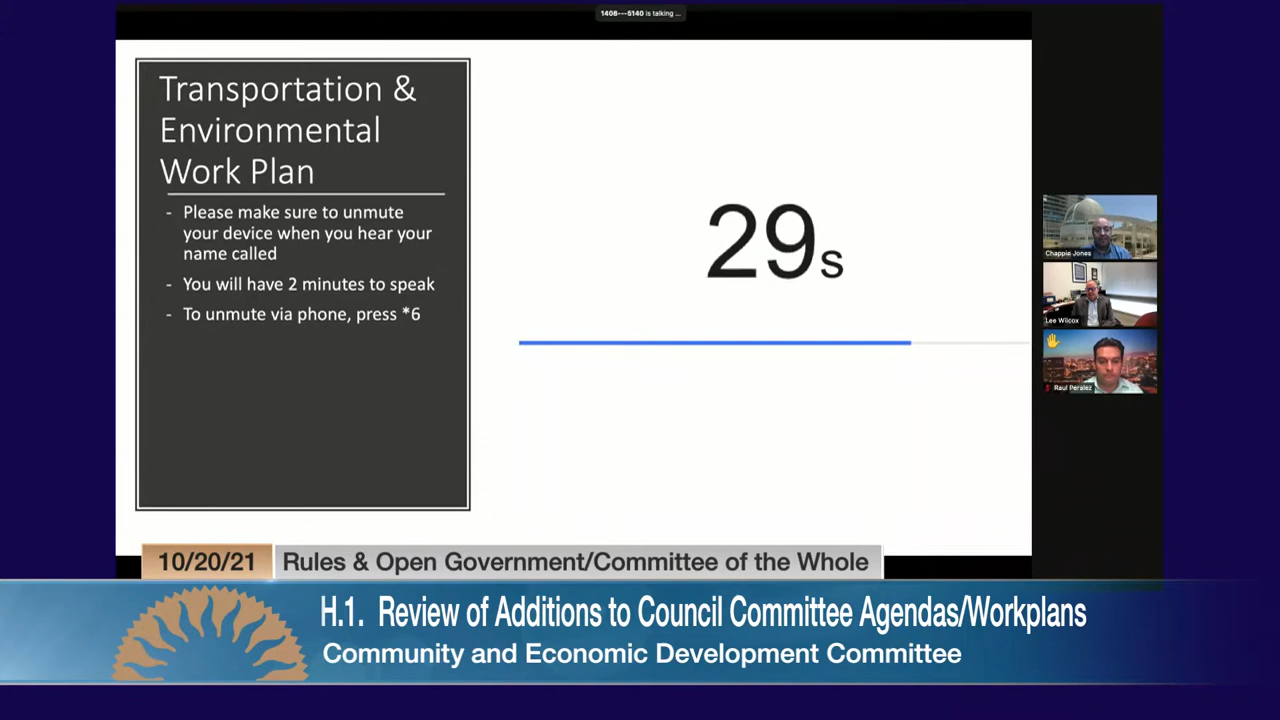 1408---5140 is talking ...
Transportation &
Environmental
Work Plan
- Please make sure to unmute
your device when you hear your
name called
- You will have 2 minutes to speak
- To unmute via phone, press *6
29s
Chappie Jones
Lee Wilcox
Raul Peralez
10/20/21
Rules & Open Government/Committee of the Whole
H.1. Review of Additions to Council Committee Agendas/Workplans
Community and Economic Development Committee